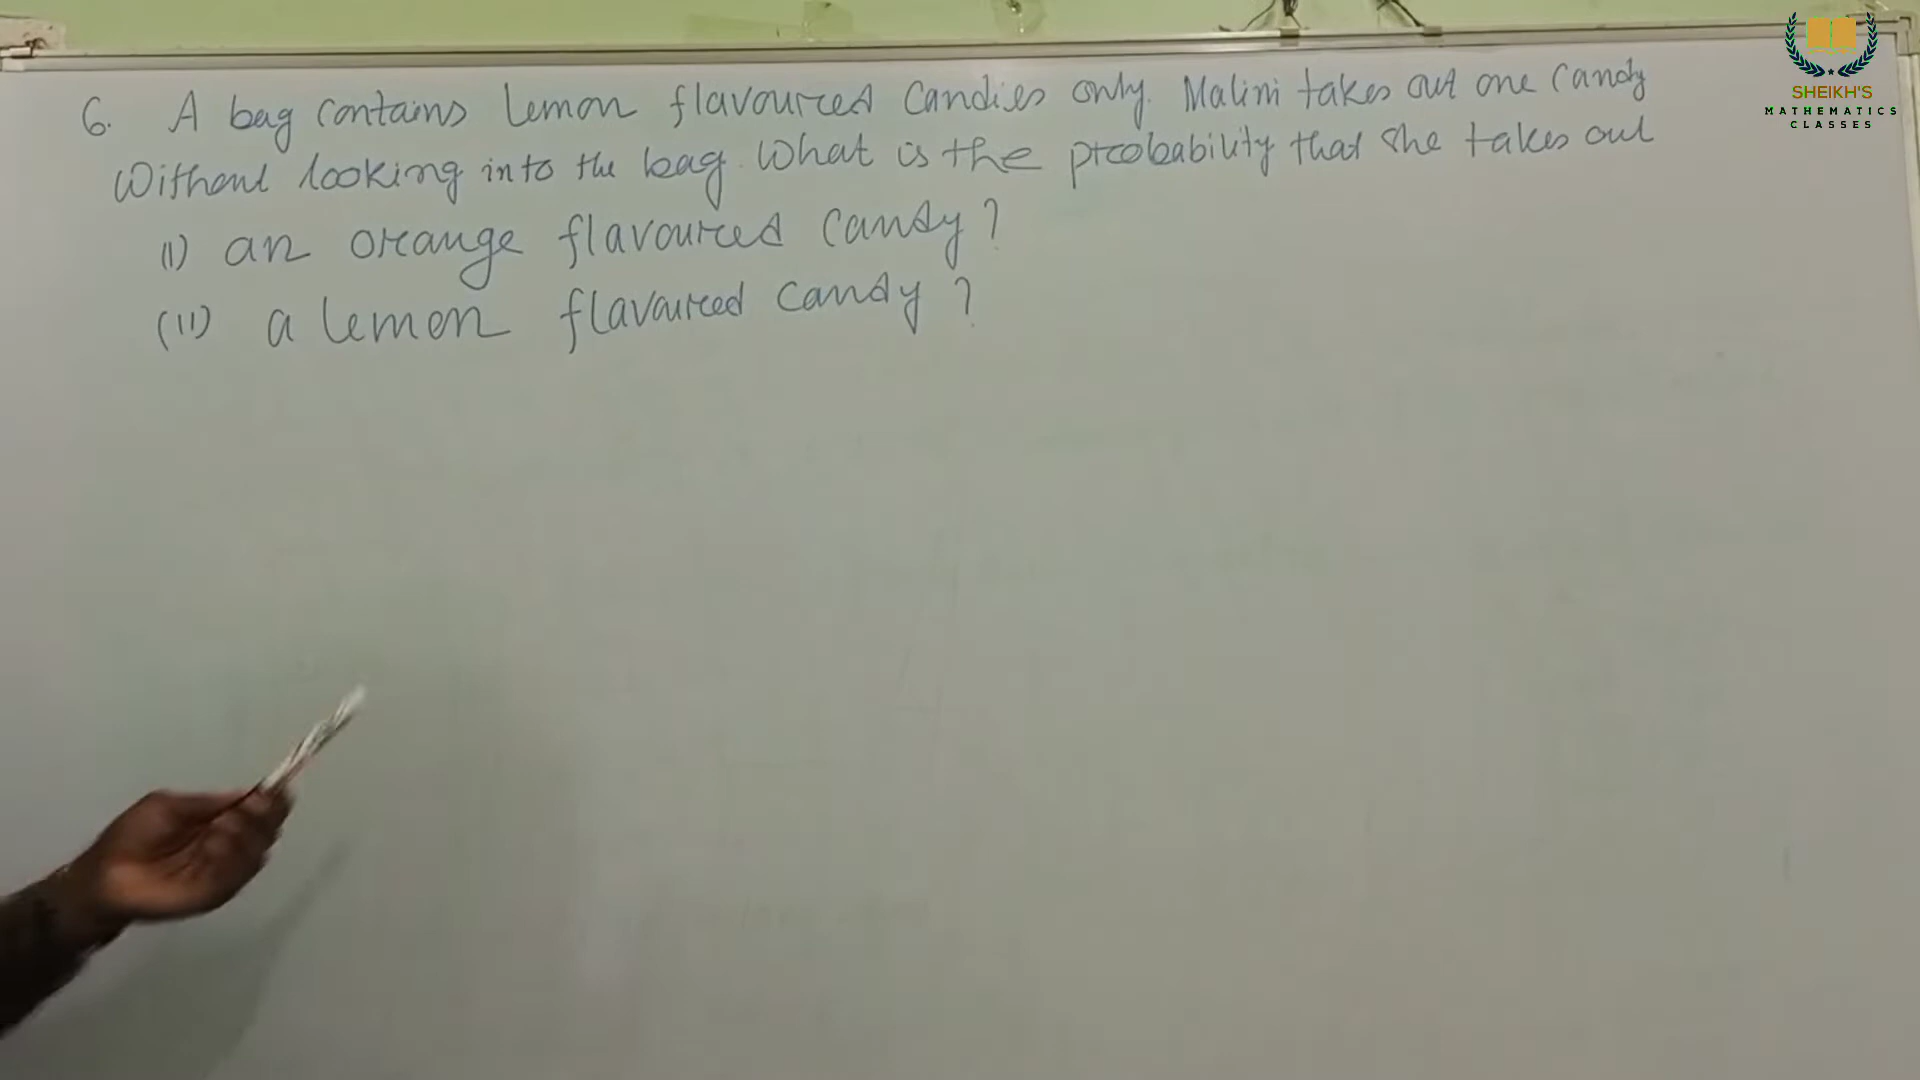 6. A bag contains lemon flavoured candies only. Malini takes out one candy
without looking into the bag. What is the probability that she takes out
(i) an orange flavoured candy?
(ii) a lemon flavoured candy?
SHEIKH'S
MATHEMATICS
CLASSES